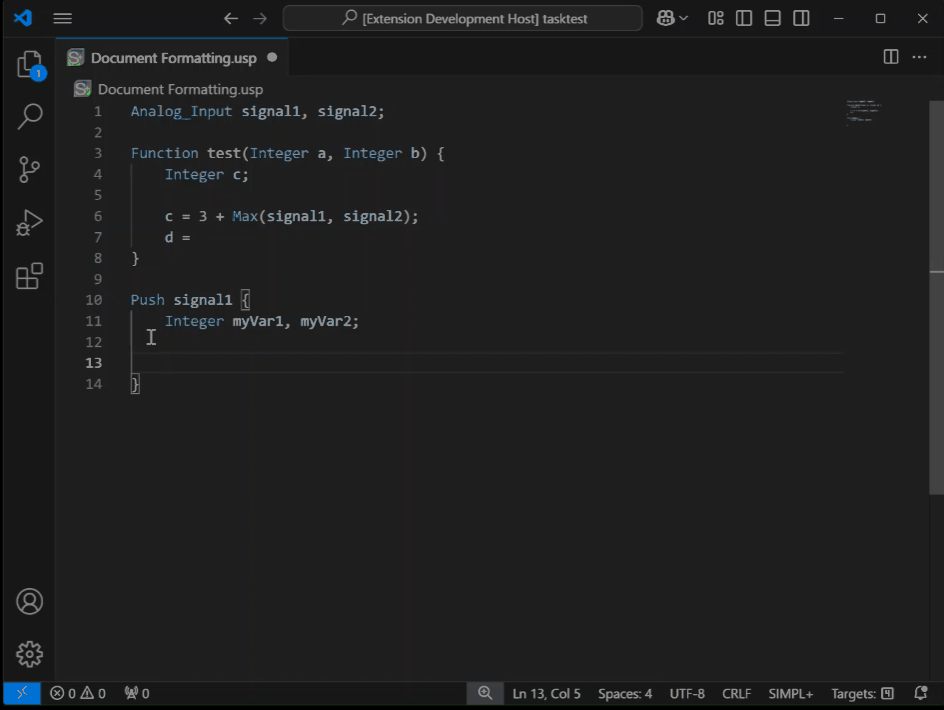 [Extension Development Host] tasktest
Document Formatting.usp
1
Document Formatting.usp
1 Analog_Input signal1, signal2;
2
3 Function test(Integer a, Integer b) {
4 Integer c;
5
6 c = 3 + Max(signal1, signal2);
7 d =
8 }
9
10 Push signal1 {
11 Integer myVar1, myVar2;
12
13
14 }
0 0 0 Ln 13, Col 5 Spaces: 4 UTF-8 CRLF SIMPL+ Targets: 4